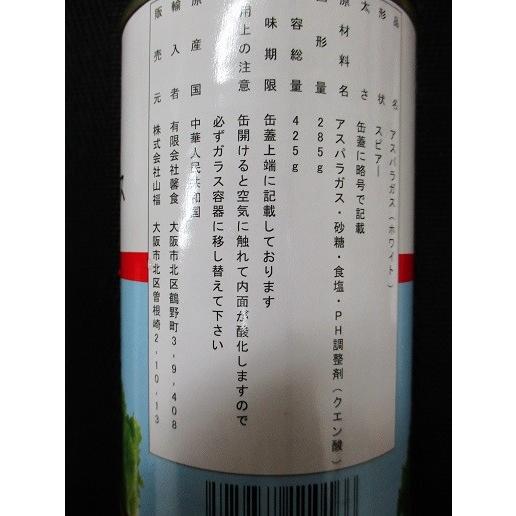 品 名 アスパラガス(ホワイト)
形 状 スピアー
太 さ 缶蓋に略号で記載
原材料名 アスパラガス・砂糖・食塩・PH調整剤(クエン酸)
形 量 285g
容総量 425g
味期限 缶蓋上端に記載しております
用上の注意 缶開けると空気に触れて内面が酸化しますので
必ずガラス容器に移し替えて下さい
原産国 中華人民共和国
輸入者 有限会社馨食 大阪市北区鶴野町3,9,408
販売元 株式会社山福 大阪市北区曽根崎2,10,13